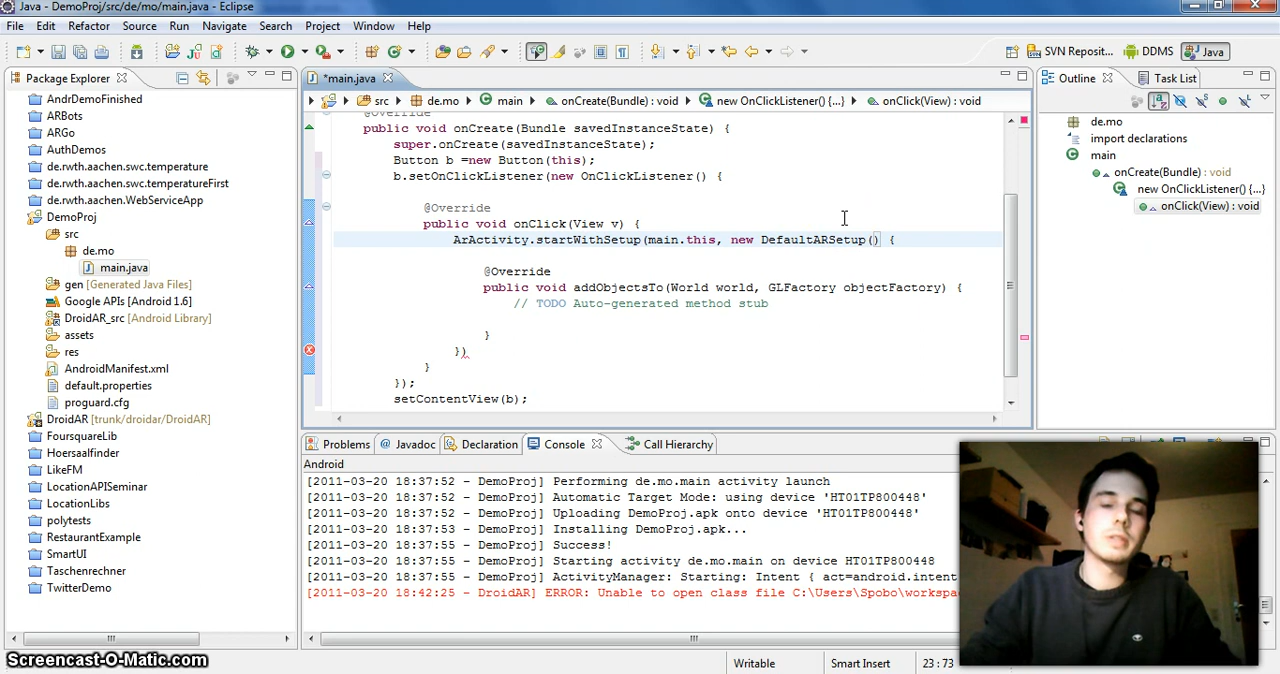 Java - DemoProj/src/de/mo/main.java - Eclipse
File Edit Refactor Source Run Navigate Search Project Window Help
SVN Reposit... DDMS Java
Package Explorer
*main.java
Outline Task List
src de.mo main onCreate(Bundle) : void new OnClickListener() {...} onClick(View) : void
AndrDemoFinished
ARBots
ARGo
AuthDemos
de.rwth.aachen.swc.temperature
de.rwth.aachen.swc.temperatureFirst
de.rwth.aachen.WebServiceApp
DemoProj
src
de.mo
main.java
gen [Generated Java Files]
Google APIs [Android 1.6]
DroidAR_src [Android Library]
assets
res
AndroidManifest.xml
default.properties
proguard.cfg
DroidAR [trunk/droidar/DroidAR]
FoursquareLib
Hoersaalfinder
LikeFM
LocationAPISeminar
LocationLibs
polytests
RestaurantExample
SmartUI
Taschenrechner
TwitterDemo
@Override
public void onCreate(Bundle savedInstanceState) {
super.onCreate(savedInstanceState);
Button b =new Button(this);
b.setOnClickListener(new OnClickListener() {
@Override
public void onClick(View v) {
ArActivity.startWithSetup(main.this, new DefaultARSetup() {
@Override
public void addObjectsTo(World world, GLFactory objectFactory) {
// TODO Auto-generated method stub
}
})
}
});
setContentView(b);
de.mo
import declarations
main
onCreate(Bundle) : void
new OnClickListener() {...}
onClick(View) : void
Problems Javadoc Declaration Console Call Hierarchy
Android
[2011-03-20 18:37:52 - DemoProj] Performing de.mo.main activity launch
[2011-03-20 18:37:52 - DemoProj] Automatic Target Mode: using device 'HT01TP800448'
[2011-03-20 18:37:52 - DemoProj] Uploading DemoProj.apk onto device 'HT01TP800448'
[2011-03-20 18:37:53 - DemoProj] Installing DemoProj.apk...
[2011-03-20 18:37:55 - DemoProj] Success!
[2011-03-20 18:37:55 - DemoProj] Starting activity de.mo.main on device HT01TP800448
[2011-03-20 18:37:55 - DemoProj] ActivityManager: Starting: Intent { act=android.intent
[2011-03-20 18:42:25 - DroidAR] ERROR: Unable to open class file C:\Users\Spobo\workspac
Screencast-O-Matic.com
Writable Smart Insert 23 : 73